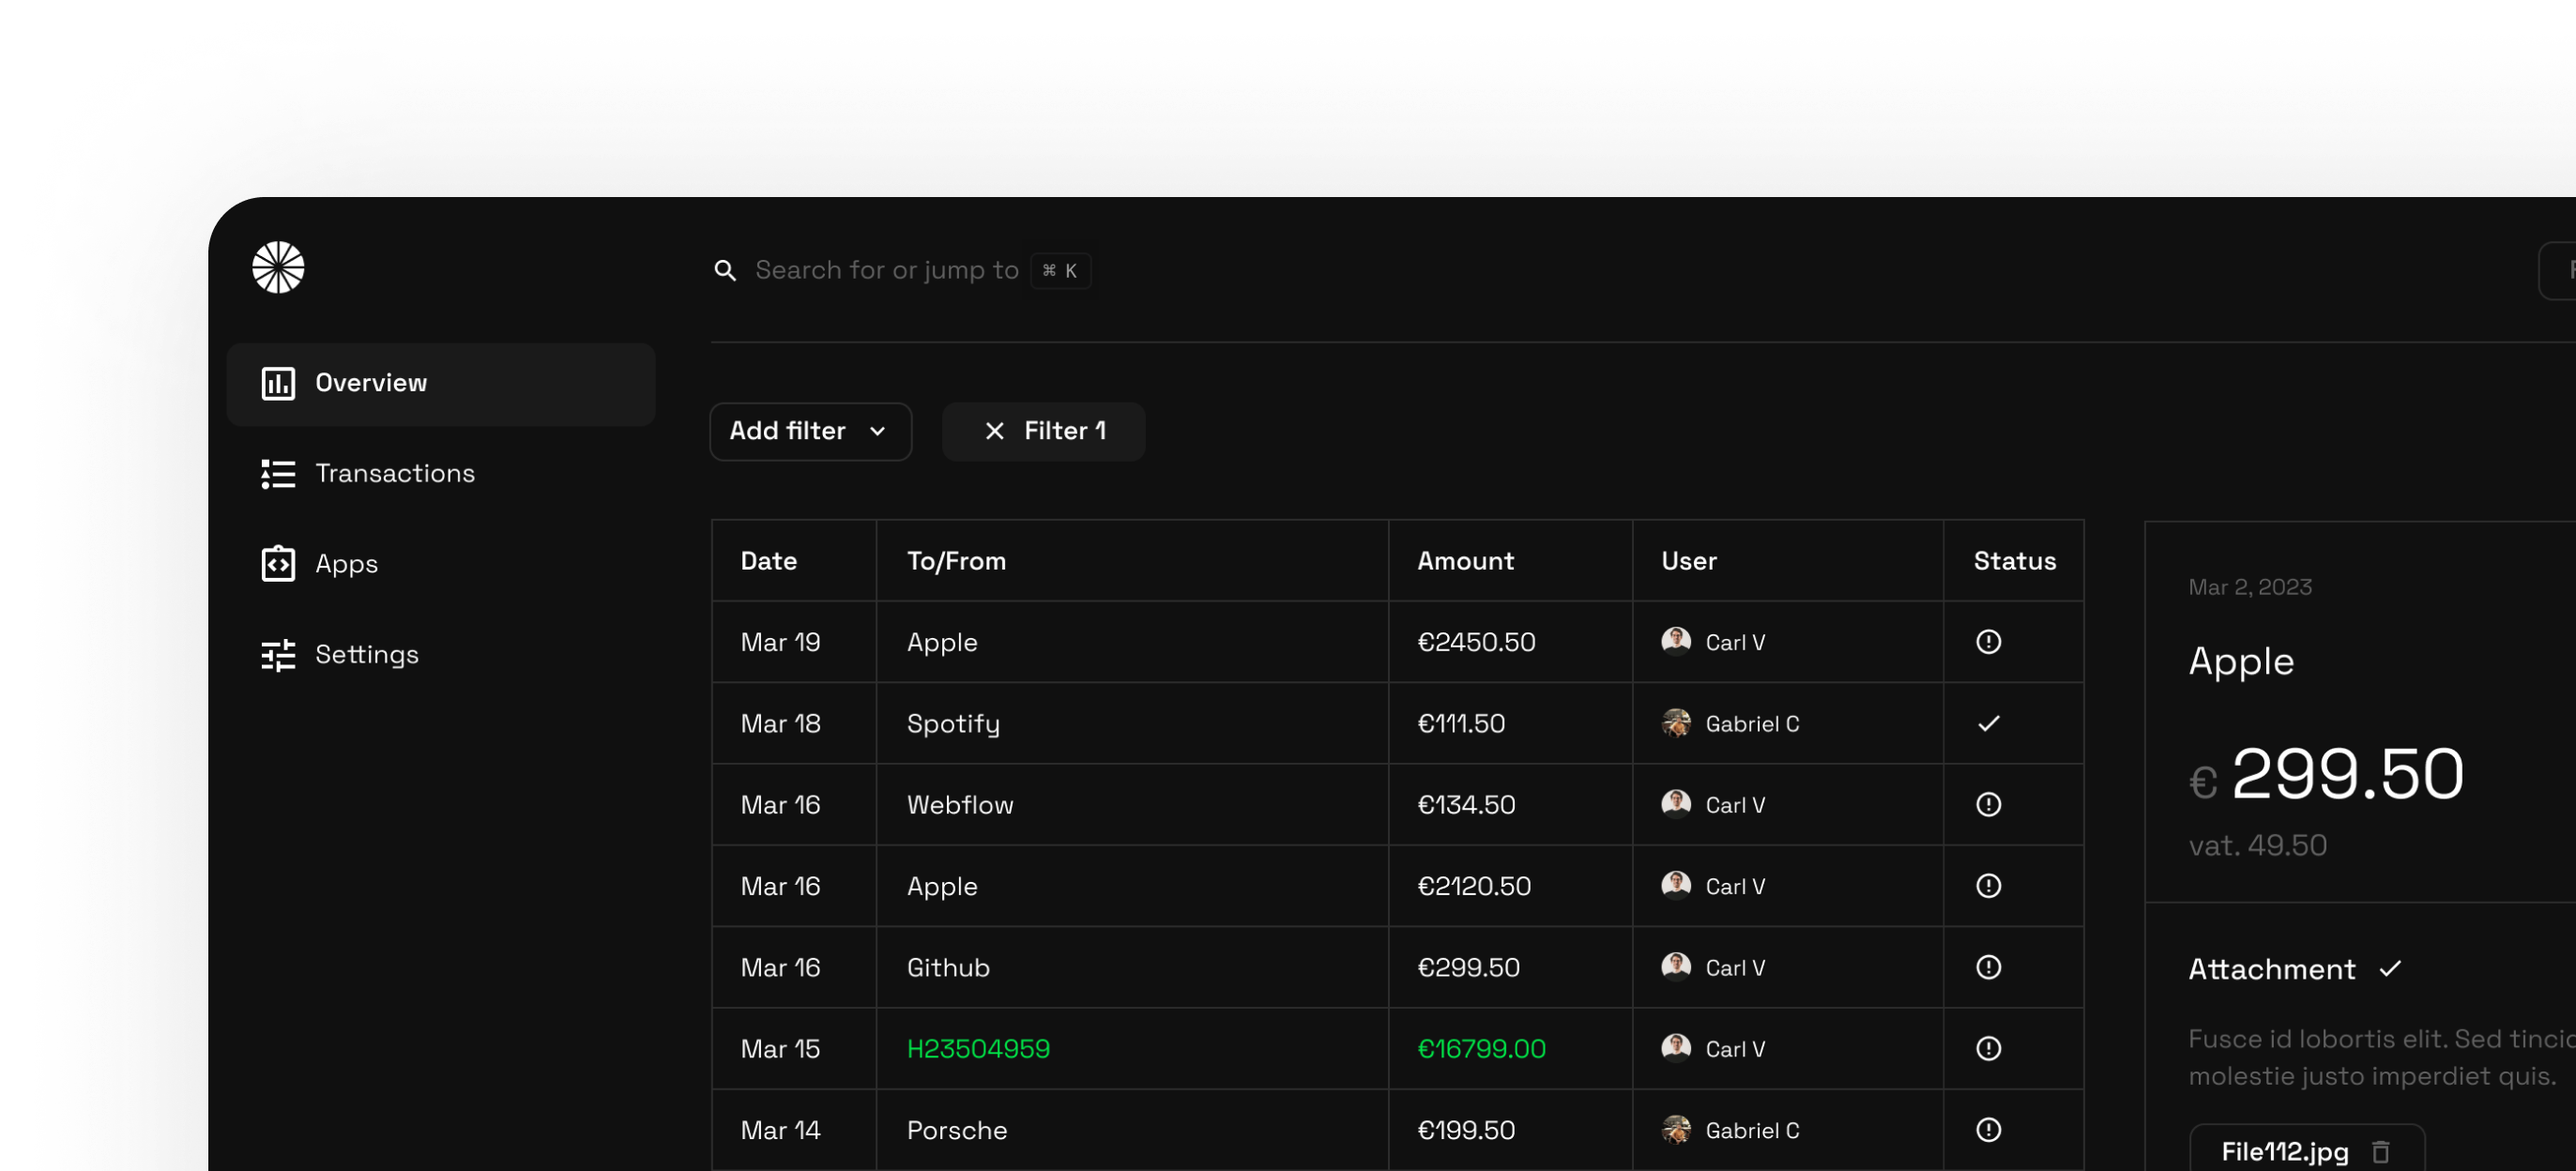 Search for or jump to ⌘ K
Overview
Transactions
Apps
Settings
Add filter
Filter 1
Date To/From Amount User Status
Mar 19 Apple €2450.50 Carl V
Mar 18 Spotify €111.50 Gabriel C
Mar 16 Webflow €134.50 Carl V
Mar 16 Apple €2120.50 Carl V
Mar 16 Github €299.50 Carl V
Mar 15 H23504959 €16799.00 Carl V
Mar 14 Porsche €199.50 Gabriel C
Mar 2, 2023
Apple
€ 299.50
vat. 49.50
Attachment
Fusce id lobortis elit. Sed
molestie justo imperdiet quis.
File112.jpg